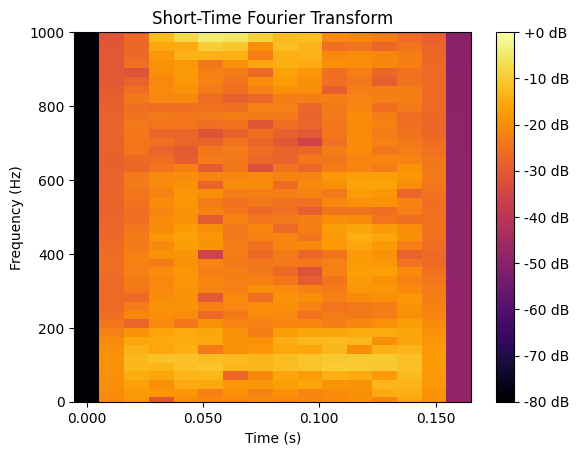 Short-Time Fourier Transform
1000
800
600
400
200
0
Frequency (Hz)
0.000
0.050
0.100
0.150
Time (s)
+0 dB
-10 dB
-20 dB
-30 dB
-40 dB
-50 dB
-60 dB
-70 dB
-80 dB